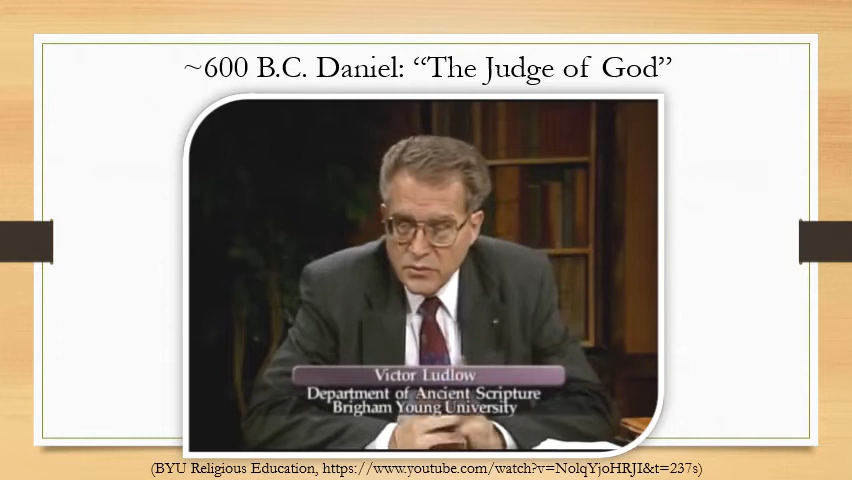 ~600 B.C. Daniel: “The Judge of God”
Victor Ludlow
Department of Ancient Scripture
Brigham Young University
(BYU Religious Education, https://www.youtube.com/watch?v=NolqYjoHRJI&t=237s)